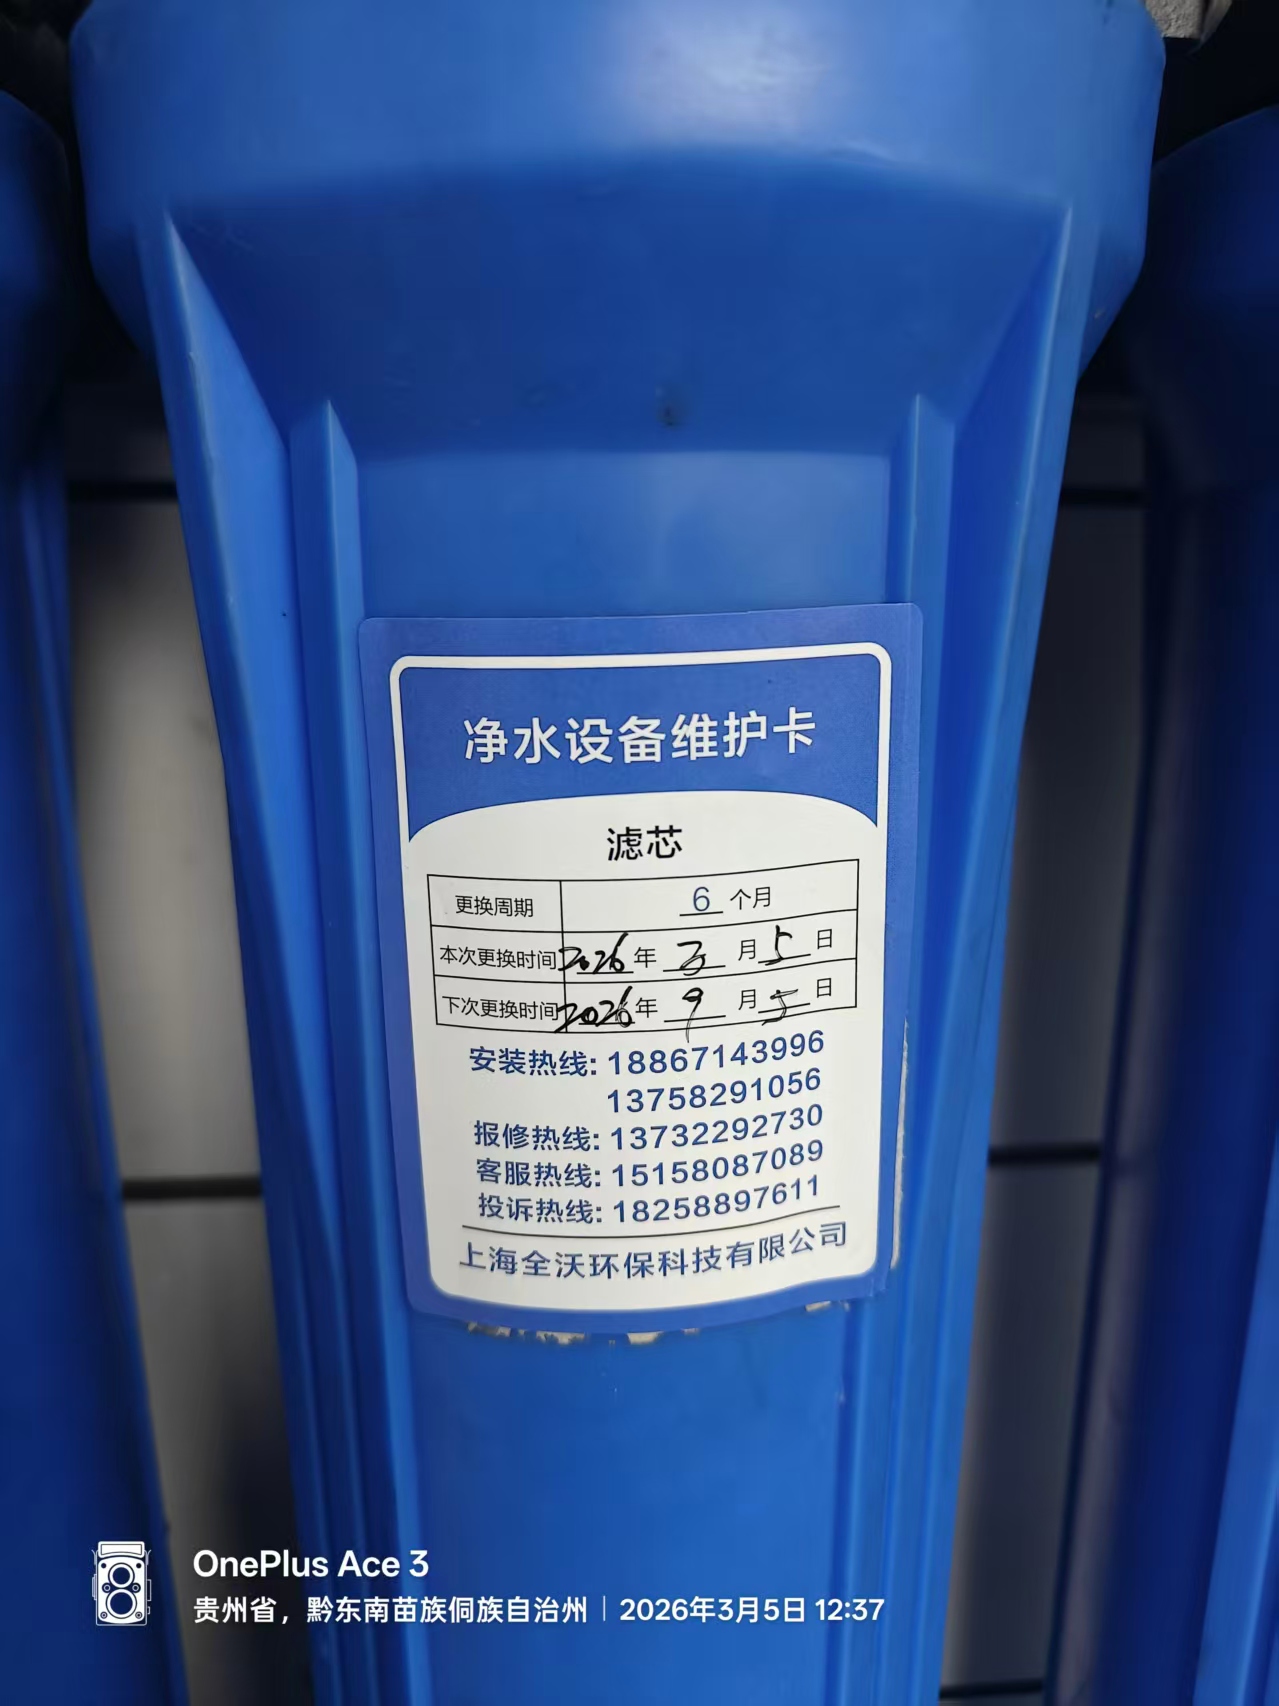 净水设备维护卡
滤芯
更换周期 6 个月
本次更换时间 2026 年 3 月 5 日
下次更换时间 2026 年 9 月 5 日
安装热线: 18867143996
13758291056
报修热线: 13732292730
客服热线: 15158087089
投诉热线: 18258897611
上海全沃环保科技有限公司
OnePlus Ace 3
贵州省，黔东南苗族侗族自治州 | 2026年3月5日 12:37